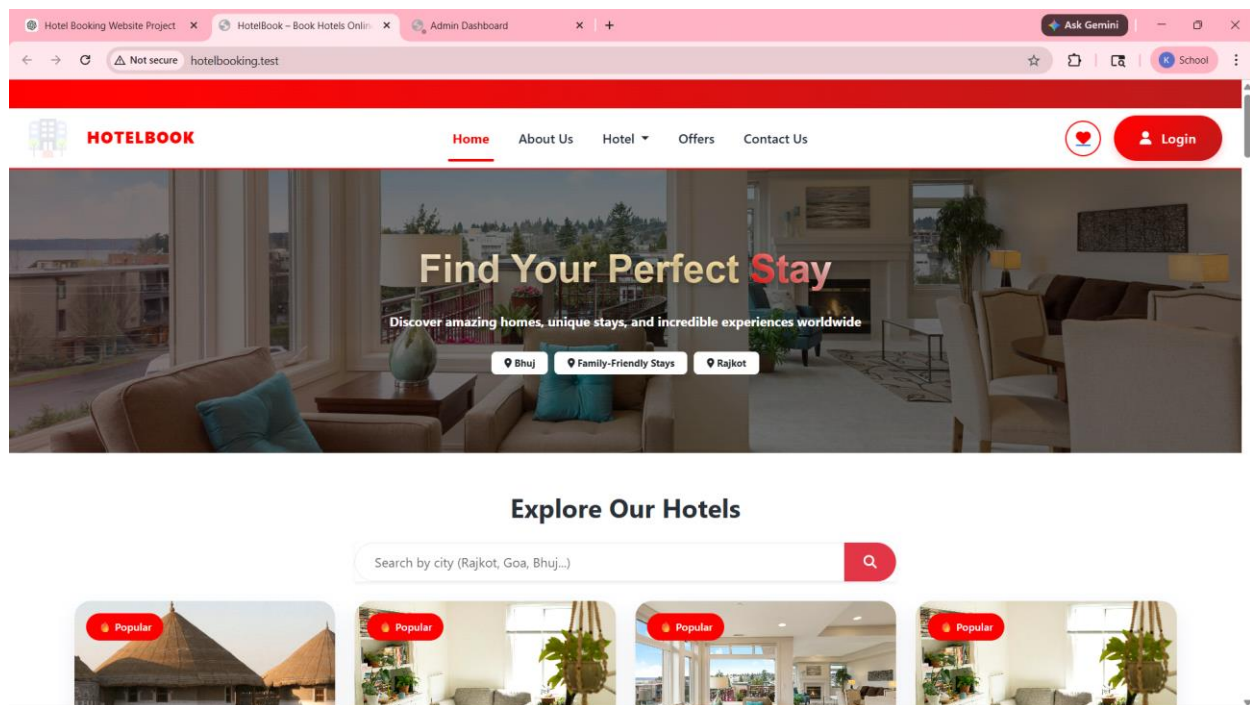 Hotel Booking Website Project
HotelBook – Book Hotels Onlin
Admin Dashboard
Ask Gemini
Not secure
hotelbooking.test
K
School
HOTELBOOK
Home
About Us
Hotel
Offers
Contact Us
Login
Find Your Perfect Stay
Discover amazing homes, unique stays, and incredible experiences worldwide
Bhuj
Family-Friendly Stays
Rajkot
Explore Our Hotels
Search by city (Rajkot, Goa, Bhuj...)
Popular
Popular
Popular
Popular